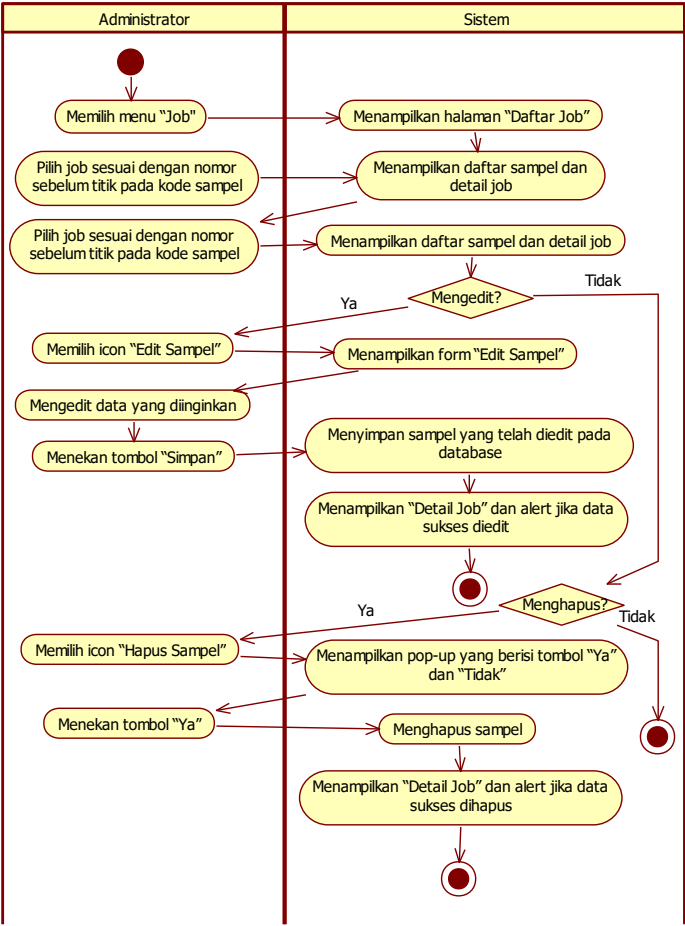 Administrator
Sistem
Memilih menu “Job"
Menampilkan halaman “Daftar Job”
Pilih job sesuai dengan nomor
sebelum titik pada kode sampel
Menampilkan daftar sampel dan
detail job
Pilih job sesuai dengan nomor
sebelum titik pada kode sampel
Menampilkan daftar sampel dan detail job
Mengedit?
Tidak
Ya
Memilih icon “Edit Sampel”
Menampilkan form “Edit Sampel”
Mengedit data yang diinginkan
Menekan tombol “Simpan”
Menyimpan sampel yang telah diedit pada
database
Menampilkan “Detail Job” dan alert jika data
sukses diedit
Menghapus?
Ya
Tidak
Memilih icon “Hapus Sampel”
Menampilkan pop-up yang berisi tombol “Ya”
dan “Tidak”
Menekan tombol “Ya”
Menghapus sampel
Menampilkan “Detail Job” dan alert jika data
sukses dihapus